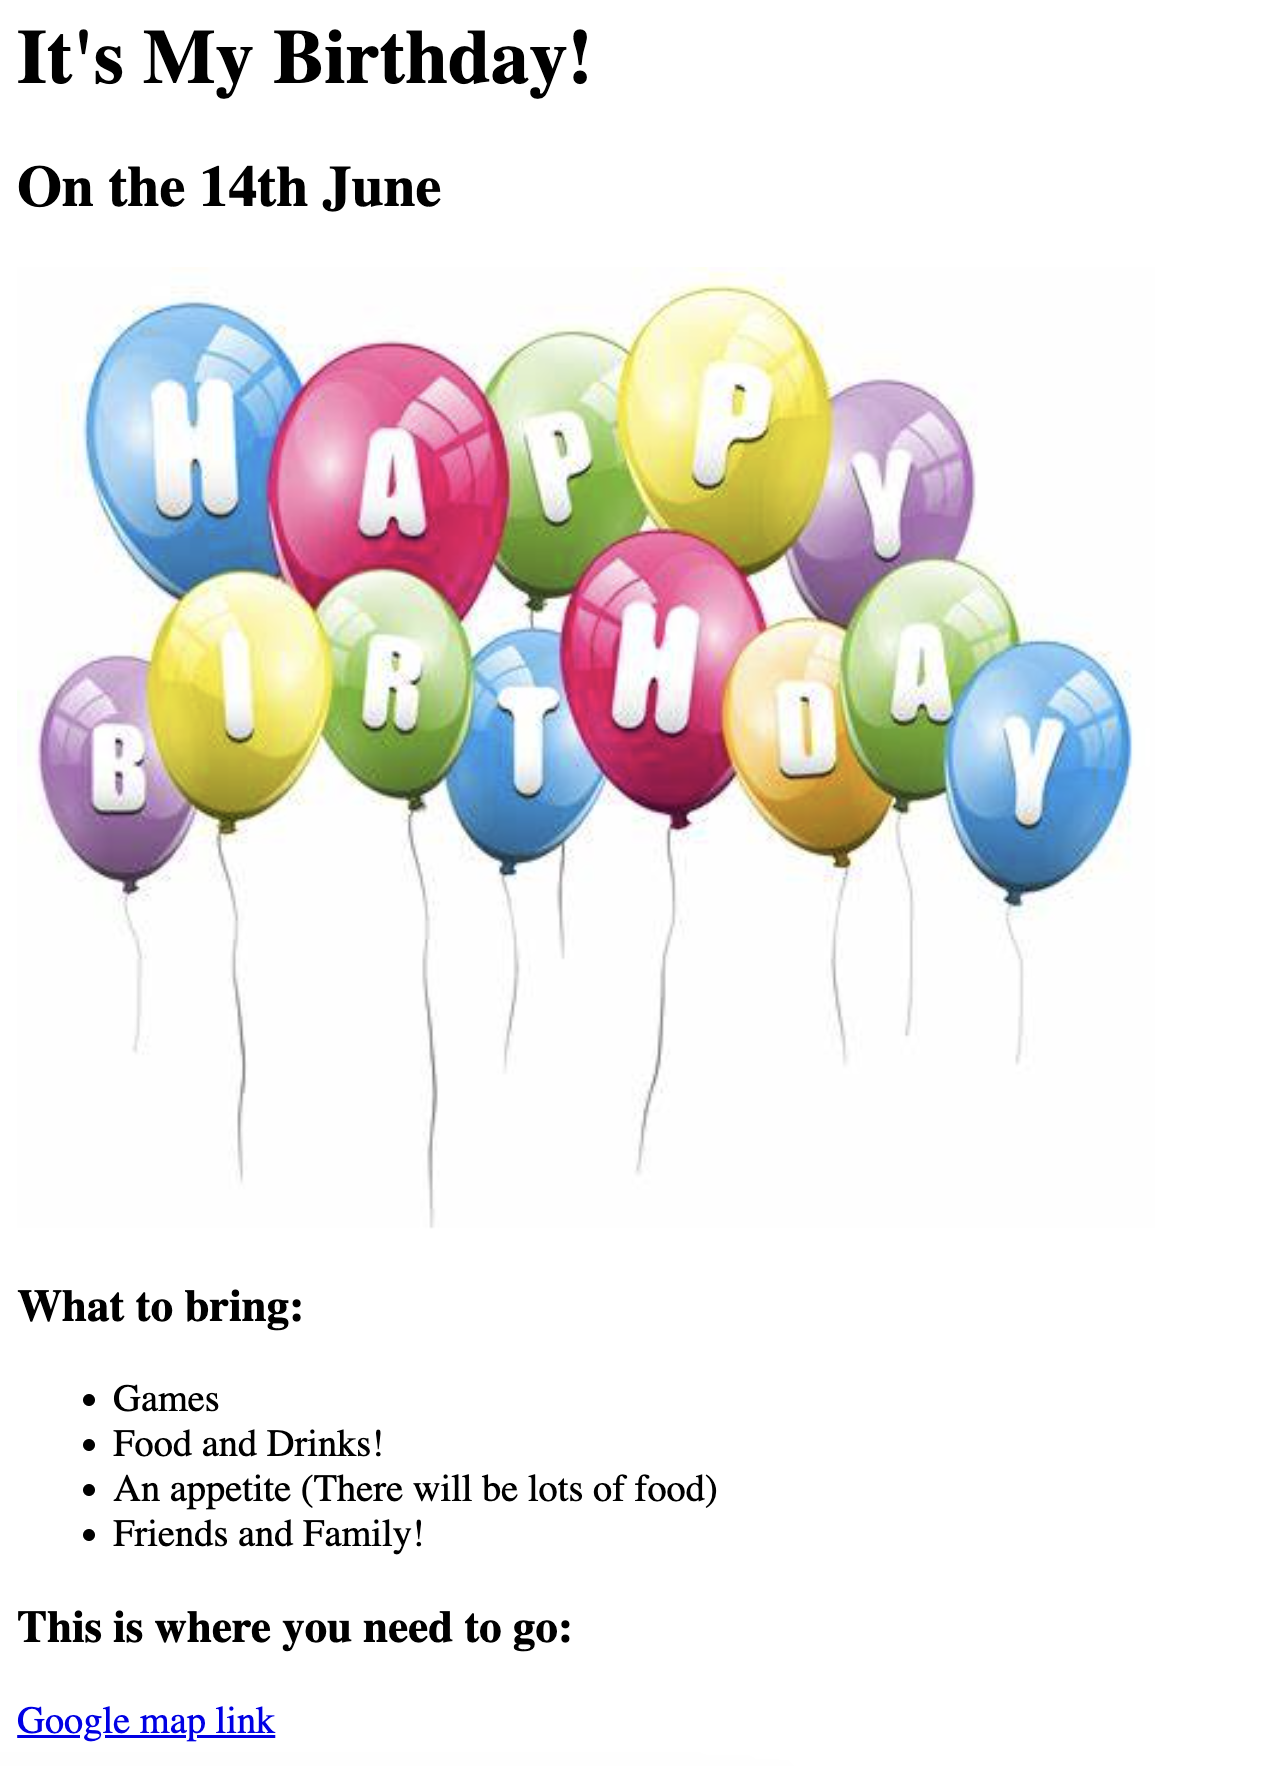 It's My Birthday!
On the 14th June
HAPPY
BIRTHDAY
What to bring:
• Games
• Food and Drinks!
• An appetite (There will be lots of food)
• Friends and Family!
This is where you need to go:
Google map link